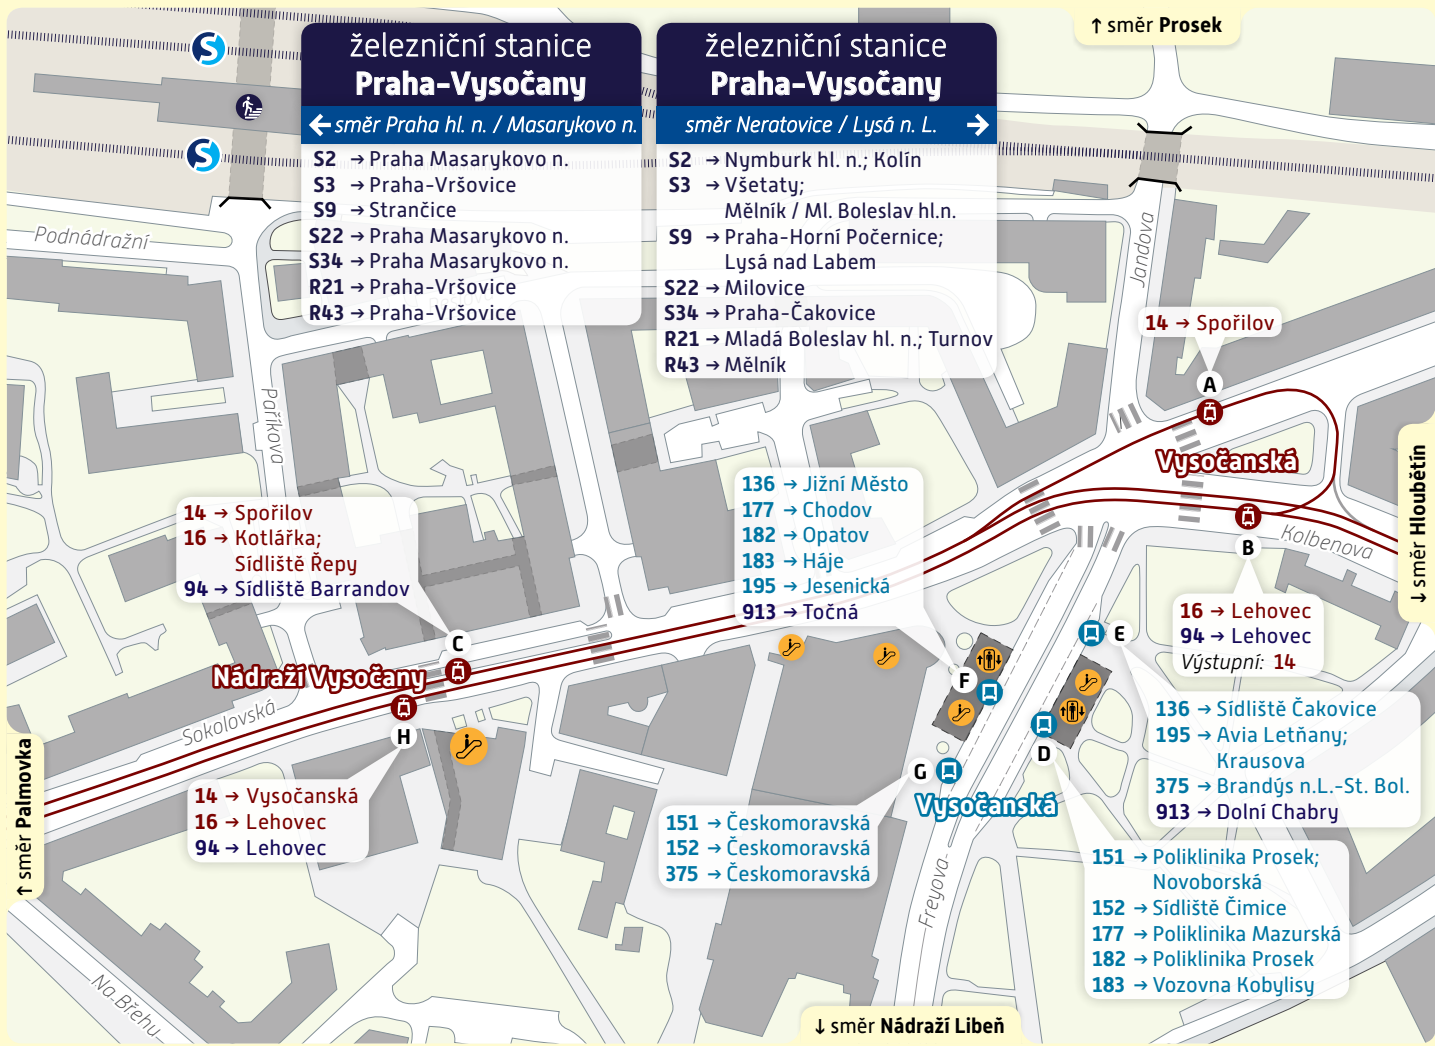 ↑ směr Prosek
železniční stanice
Praha-Vysočany
← směr Praha hl. n. / Masarykovo n.
S2 → Praha Masarykovo n.
S3 → Praha-Vršovice
S9 → Strančice
S22 → Praha Masarykovo n.
S34 → Praha Masarykovo n.
R21 → Praha-Vršovice
R43 → Praha-Vršovice
železniční stanice
Praha-Vysočany
směr Neratovice / Lysá n. L. →
S2 → Nymburk hl. n.; Kolín
S3 → Všetaty;
Mělník / Ml. Boleslav hl.n.
S9 → Praha-Horní Počernice;
Lysá nad Labem
S22 → Milovice
S34 → Praha-Čakovice
R21 → Mladá Boleslav hl. n.; Turnov
R43 → Mělník
S
S
Podnádražní
Jandova
14 → Spořilov
A
Paříkova
Vysočanská
↓ směr Hloubětín
136 → Jižní Město
177 → Chodov
182 → Opatov
183 → Háje
195 → Jesenická
913 → Točná
14 → Spořilov
16 → Kotlářka;
Sídliště Řepy
94 → Sídliště Barrandov
B
Kolbenova
16 → Lehovec
94 → Lehovec
Výstupní: 14
C
E
Nádraží Vysočany
F
Sokolovská
H
136 → Sídliště Čakovice
195 → Avia Letňany;
Krausova
375 → Brandýs n.L.-St. Bol.
913 → Dolní Chabry
D
G
Vysočanská
↑ směr Palmovka
14 → Vysočanská
16 → Lehovec
94 → Lehovec
151 → Českomoravská
152 → Českomoravská
375 → Českomoravská
Freyova
151 → Poliklinika Prosek;
Novoborská
152 → Sídliště Čimice
177 → Poliklinika Mazurská
182 → Poliklinika Prosek
183 → Vozovna Kobylisy
Na Břehu
↓ směr Nádraží Libeň